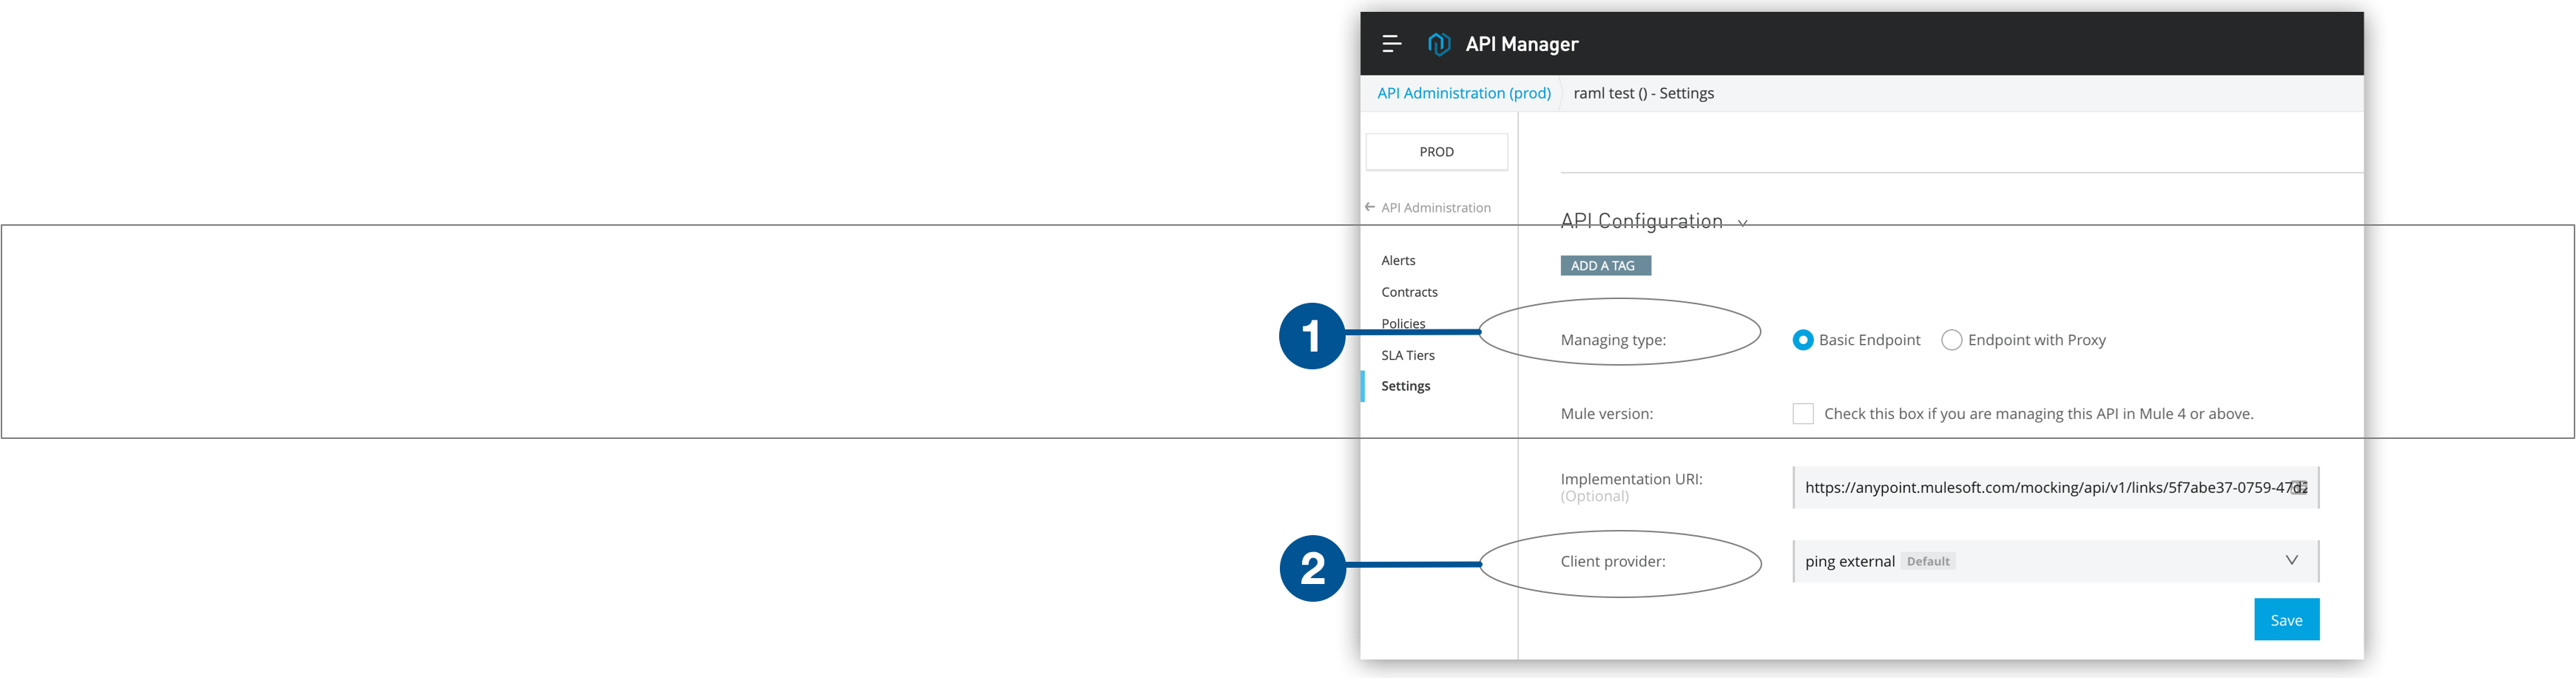 API Manager
API Administration (prod) raml test () - Settings
PROD
API Administration
Alerts
Contracts
Policies
SLA Tiers
Settings
API Configuration
ADD A TAG
1
Managing type: Basic Endpoint Endpoint with Proxy
Mule version: Check this box if you are managing this API in Mule 4 or above.
Implementation URI:
(Optional)
https://anypoint.mulesoft.com/mocking/api/v1/links/5f7abe37-0759-47d2
2
Client provider: ping external Default
Save